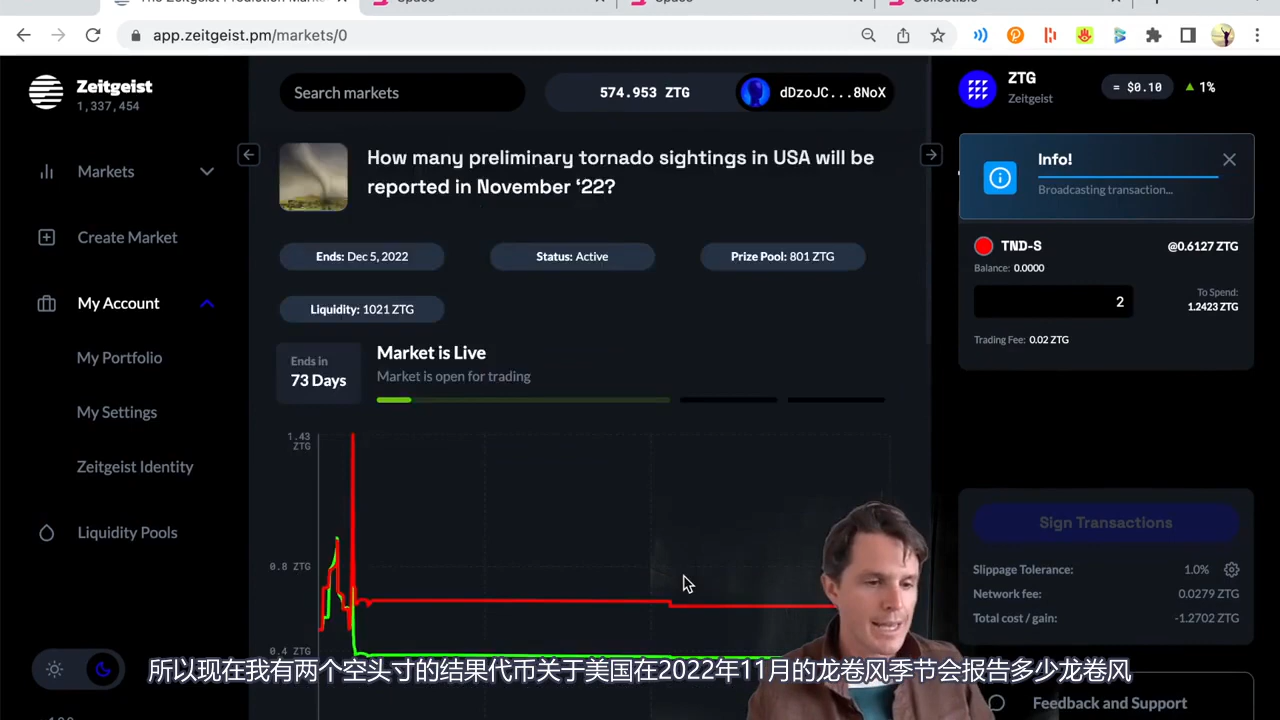 The Zeitgeist Prediction Mark
Space
Space
Collectible
app.zeitgeist.pm/markets/0
Zeitgeist
1,337,454
Search markets
574.953 ZTG
dDzoJC...8NoX
ZTG
Zeitgeist
= $0.10
1%
Markets
Create Market
My Account
My Portfolio
My Settings
Zeitgeist Identity
Liquidity Pools
How many preliminary tornado sightings in USA will be
reported in November ‘22?
Ends: Dec 5, 2022
Status: Active
Prize Pool: 801 ZTG
Liquidity: 1021 ZTG
Ends in
73 Days
Market is Live
Market is open for trading
1.43
ZTG
0.8 ZTG
0.4 ZTG
Info!
Broadcasting transaction...
TND-S
@0.6127 ZTG
Balance: 0.0000
2
To Spend:
1.2423 ZTG
Trading Fee: 0.02 ZTG
Sign Transactions
Slippage Tolerance:
1.0%
Network fee:
0.0279 ZTG
Total cost / gain:
-1.2702 ZTG
Feedback and Support
所以现在我有两个空头寸的结果代币关于美国在2022年11月的龙卷风季节会报告多少龙卷风